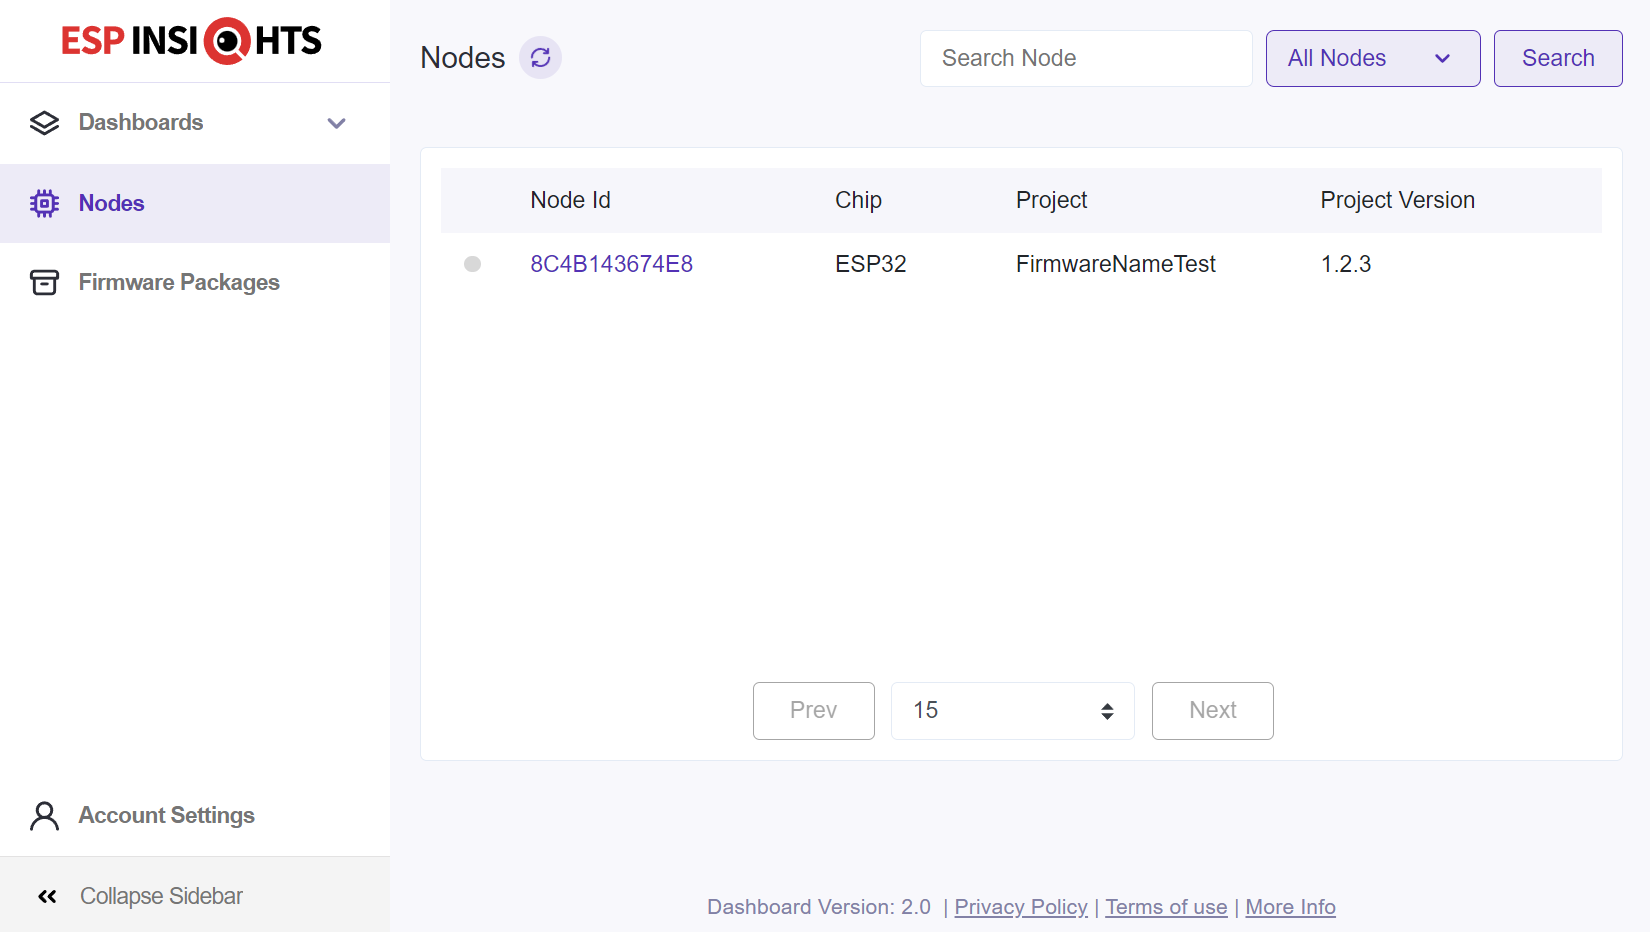 ESP INSIGHTS
Dashboards
Nodes
Firmware Packages
Account Settings
Collapse Sidebar
Nodes
Search Node
All Nodes
Search
Node Id Chip Project Project Version
8C4B143674E8 ESP32 FirmwareNameTest 1.2.3
Prev 15 Next
Dashboard Version: 2.0 | Privacy Policy | Terms of use | More Info